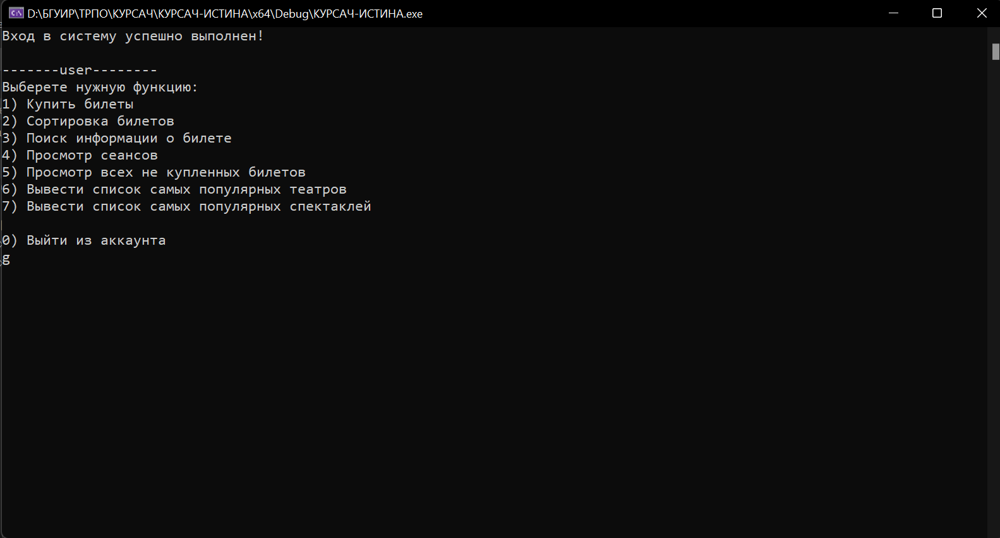 D:\БГУИР\ТРПО\КУРСАЧ\КУРСАЧ-ИСТИНА\x64\Debug\КУРСАЧ-ИСТИНА.exe
Вход в систему успешно выполнен!
-------user--------
Выберете нужную функцию:
1) Купить билеты
2) Сортировка билетов
3) Поиск информации о билете
4) Просмотр сеансов
5) Просмотр всех не купленных билетов
6) Вывести список самых популярных театров
7) Вывести список самых популярных спектаклей
0) Выйти из аккаунта
g